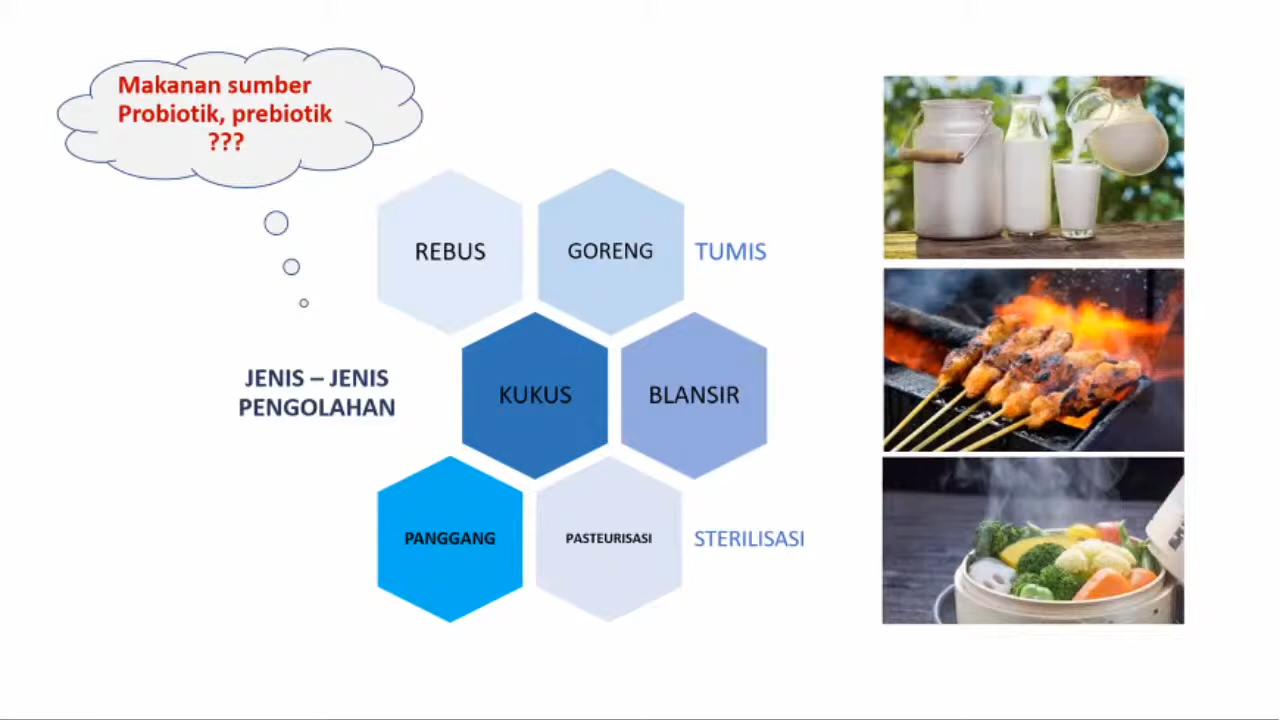 Makanan sumber
Probiotik, prebiotik
???
REBUS
GORENG
TUMIS
JENIS – JENIS
PENGOLAHAN
KUKUS
BLANSIR
PANGGANG
PASTEURISASI
STERILISASI